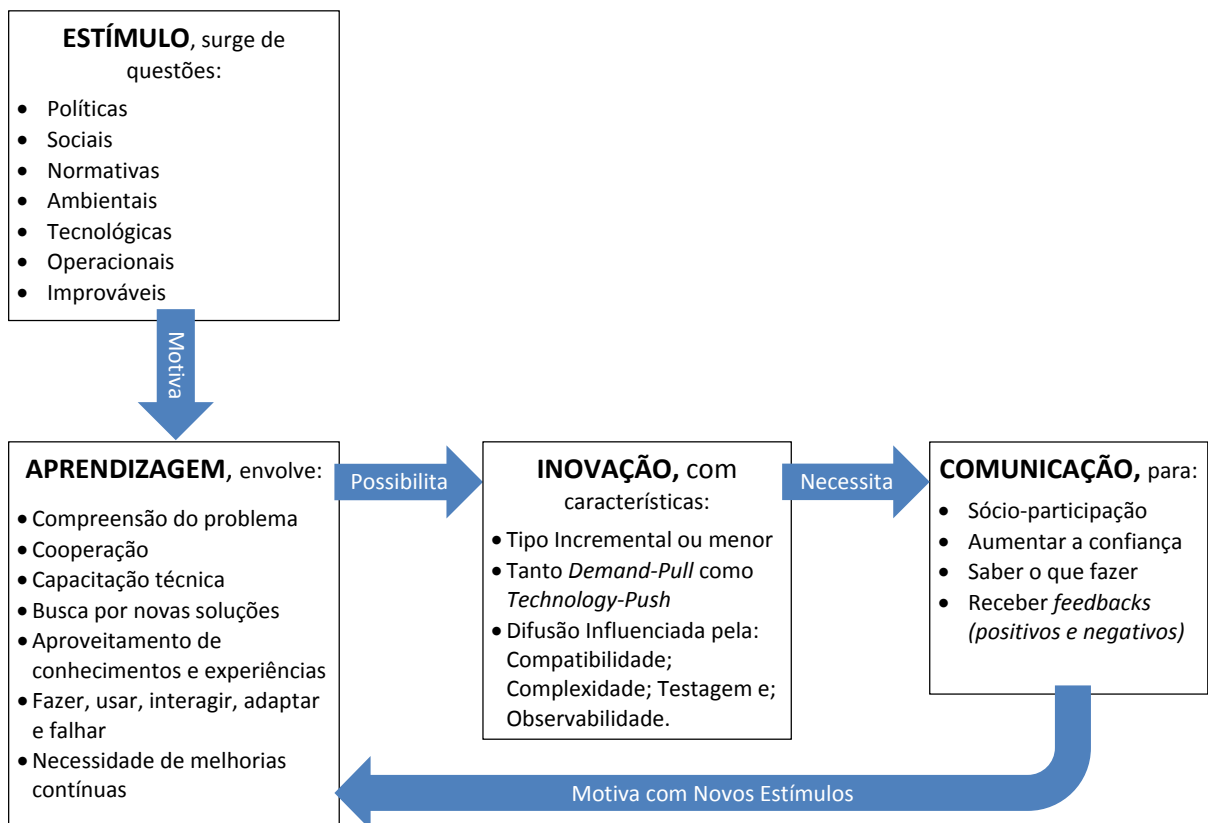 ESTÍMULO, surge de
questões:
• Políticas
• Sociais
• Normativas
• Ambientais
• Tecnológicas
• Operacionais
• Improváveis
Motiva
APRENDIZAGEM, envolve:
• Compreensão do problema
• Cooperação
• Capacitação técnica
• Busca por novas soluções
• Aproveitamento de
conhecimentos e experiências
• Fazer, usar, interagir, adaptar
e falhar
• Necessidade de melhorias
contínuas
Possibilita
INOVAÇÃO, com
características:
• Tipo Incremental ou menor
• Tanto Demand-Pull como
Technology-Push
• Difusão Influenciada pela:
Compatibilidade;
Complexidade; Testagem e;
Observabilidade.
Necessita
COMUNICAÇÃO, para:
• Sócio-participação
• Aumentar a confiança
• Saber o que fazer
• Receber feedbacks
(positivos e negativos)
Motiva com Novos Estímulos